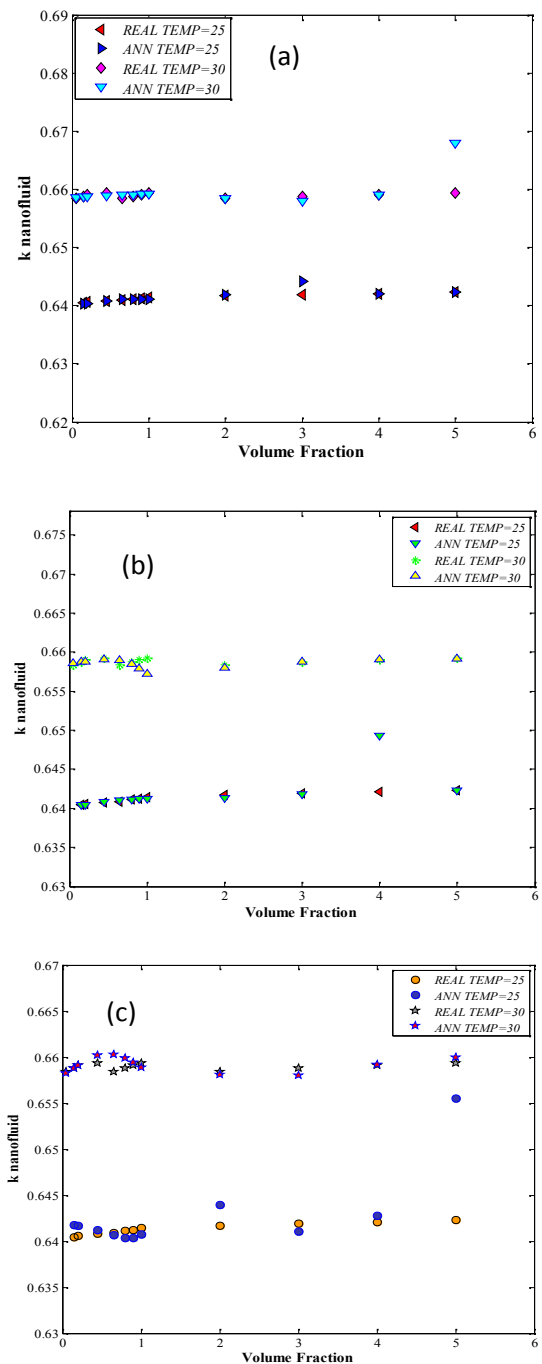 (a)
REAL TEMP=25
ANN TEMP=25
REAL TEMP=30
ANN TEMP=30
0.69
0.68
0.67
0.66
0.65
0.64
0.63
0.62
k nanofluid
0 1 2 3 4 5 6
Volume Fraction
(b)
REAL TEMP=25
ANN TEMP=25
REAL TEMP=30
ANN TEMP=30
0.675
0.67
0.665
0.66
0.655
0.65
0.645
0.64
0.635
0.63
k nanofluid
0 1 2 3 4 5 6
Volume Fraction
(c)
REAL TEMP=25
ANN TEMP=25
REAL TEMP=30
ANN TEMP=30
0.67
0.665
0.66
0.655
0.65
0.645
0.64
0.635
0.63
k nanofluid
0 1 2 3 4 5 6
Volume Fraction